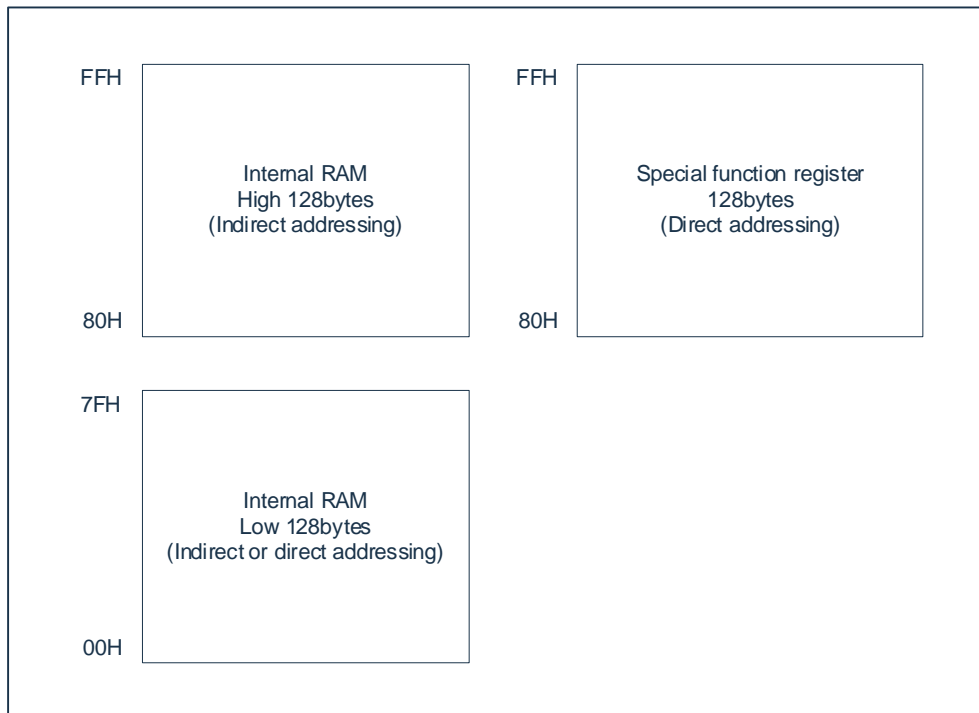 FFH
Internal RAM
High 128bytes
(Indirect addressing)
80H
FFH
Special function register
128bytes
(Direct addressing)
80H
7FH
Internal RAM
Low 128bytes
(Indirect or direct addressing)
00H